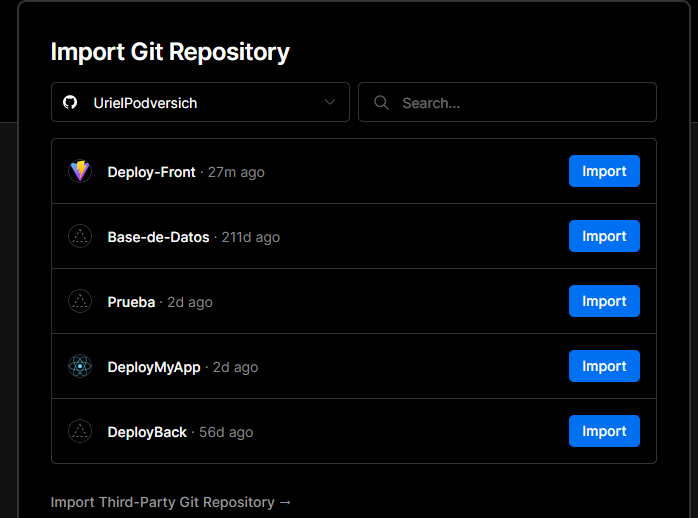 Import Git Repository
UrielPodversich
Search...
Deploy-Front · 27m ago
Import
Base-de-Datos · 211d ago
Import
Prueba · 2d ago
Import
DeployMyApp · 2d ago
Import
DeployBack · 56d ago
Import
Import Third-Party Git Repository →